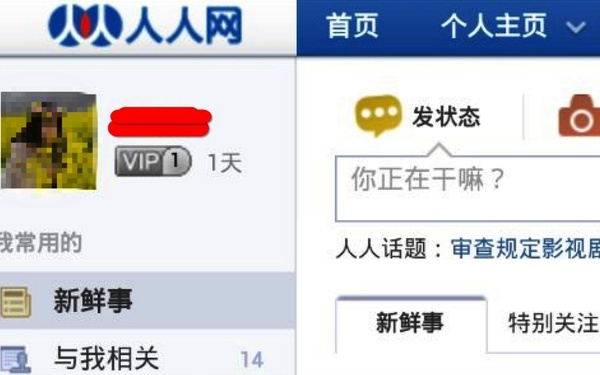 人人网
首页 个人主页
发状态
VIP 1 1天
你正在干嘛？
我常用的
人人话题：审查规定影视剧
新鲜事
新鲜事 特别关注
与我相关 14